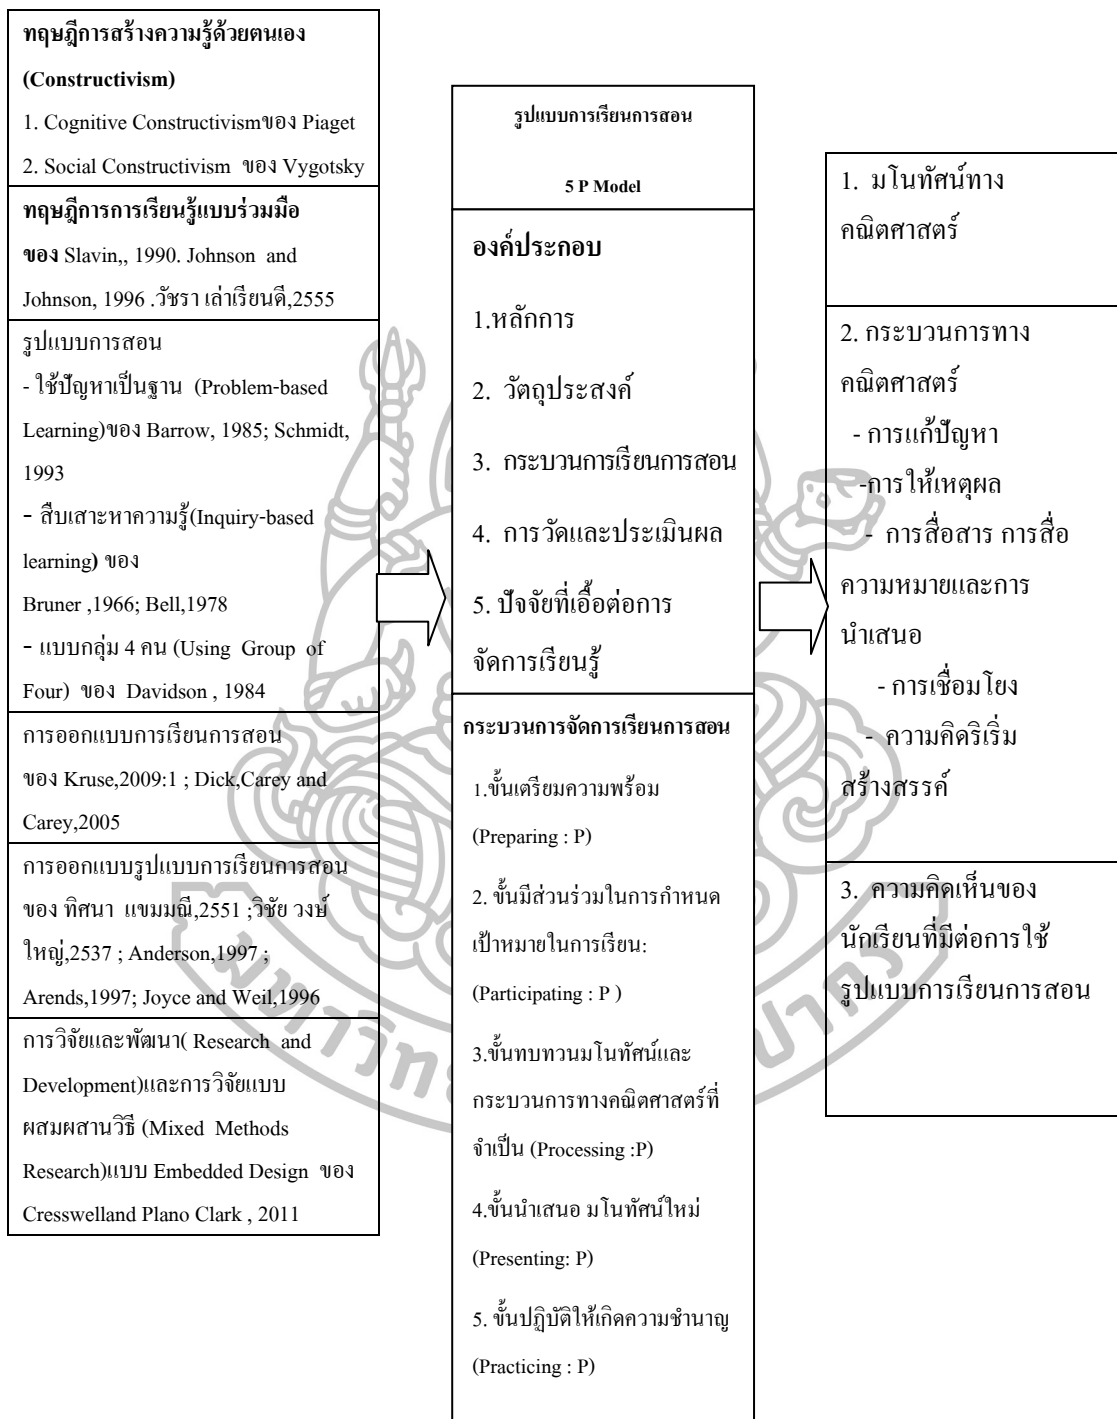 ทฤษฎีการสร้างความรู้ด้วยตนเอง
(Constructivism)
1. Cognitive Constructivismของ Piaget
2. Social Constructivism ของ Vygotsky
ทฤษฎีการการเรียนรู้แบบร่วมมือ
ของ Slavin,, 1990. Johnson and
Johnson, 1996 .วัชรา เล่าเรียนดี,2555
รูปแบบการสอน
- ใช้ปัญหาเป็นฐาน (Problem-based
Learning)ของ Barrow, 1985; Schmidt,
1993
- สืบเสาะหาความรู้(Inquiry-based
learning) ของ
Bruner ,1966; Bell,1978
- แบบกลุ่ม 4 คน (Using Group of
Four) ของ Davidson , 1984
การออกแบบการเรียนการสอน
ของ Kruse,2009:1 ; Dick,Carey and
Carey,2005
การออกแบบรูปแบบการเรียนการสอน
ของ ทิศนา แขมมณี,2551 ;วิชัย วงษ์
ใหญ่,2537 ; Anderson,1997 ;
Arends,1997; Joyce and Weil,1996
การวิจัยและพัฒนา( Research and
Development)และการวิจัยแบบ
ผสมผสานวิธี (Mixed Methods
Research)แบบ Embedded Design ของ
Cresswelland Plano Clark , 2011
รูปแบบการเรียนการสอน
5 P Model
องค์ประกอบ
1.หลักการ
2. วัตถุประสงค์
3. กระบวนการเรียนการสอน
4. การวัดและประเมินผล
5. ปัจจัยที่เอื้อต่อการ
จัดการเรียนรู้
กระบวนการจัดการเรียนการสอน
1.ขั้นเตรียมความพร้อม
(Preparing : P)
2. ขั้นมีส่วนร่วมในการกำหนด
เป้าหมายในการเรียน:
(Participating : P )
3.ขั้นทบทวนมโนทัศน์และ
กระบวนการทางคณิตศาสตร์ที่
จำเป็น (Processing :P)
4.ขั้นนำเสนอ มโนทัศน์ใหม่
(Presenting: P)
5. ขั้นปฏิบัติให้เกิดความชำนาญ
(Practicing : P)
1. มโนทัศน์ทาง
คณิตศาสตร์
2. กระบวนการทาง
คณิตศาสตร์
- การแก้ปัญหา
-การให้เหตุผล
- การสื่อสาร การสื่อ
ความหมายและการ
นำเสนอ
- การเชื่อมโยง
- ความคิดริเริ่ม
สร้างสรรค์
3. ความคิดเห็นของ
นักเรียนที่มีต่อการใช้
รูปแบบการเรียนการสอน